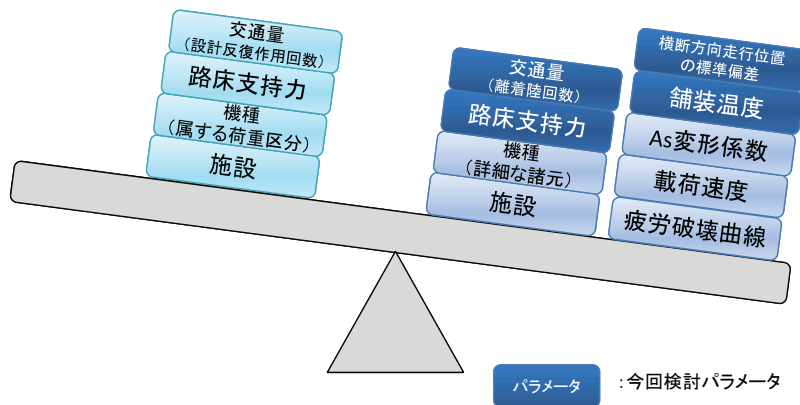 交通量
(設計反復作用回数)
路床支持力
機種
(属する荷重区分)
施設
交通量
(離着陸回数)
路床支持力
機種
(詳細な諸元)
施設
横断方向走行位置
の標準偏差
舗装温度
As変形係数
載荷速度
疲労破壊曲線
パラメータ
:今回検討パラメータ